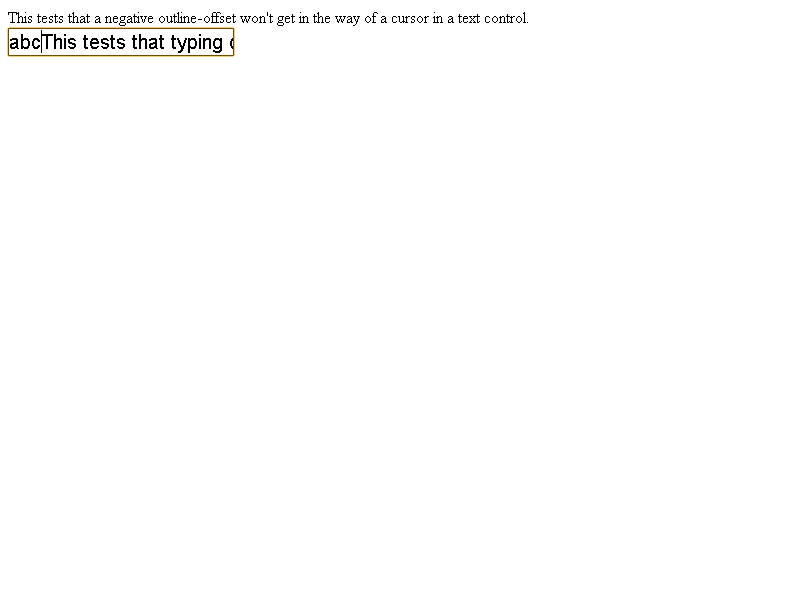 This tests that a negative outline-offset won't get in the way of a cursor in a text control.
abcThis tests that typing